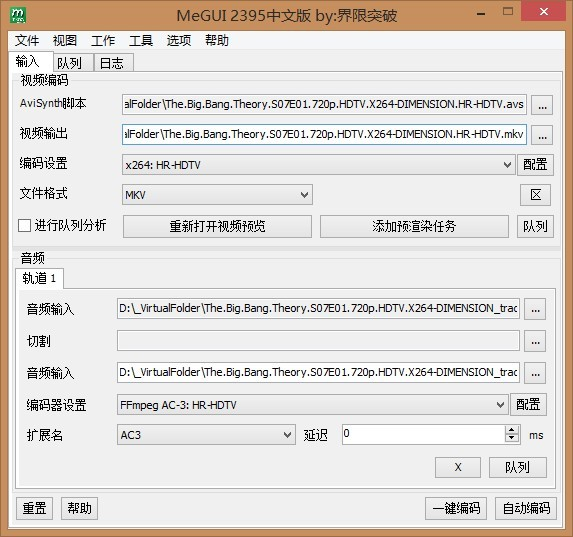 MeGUI 2395中文版 by:界限突破
文件 视图 工作 工具 选项 帮助
输入 队列 日志
视频编码
AviSynth脚本 alFolder\The.Big.Bang.Theory.S07E01.720p.HDTV.X264-DIMENSION.HR-HDTV.avs ...
视频输出 alFolder\The.Big.Bang.Theory.S07E01.720p.HDTV.X264-DIMENSION.HR-HDTV.mkv ...
编码设置 x264: HR-HDTV 配置
文件格式 MKV 区
进行队列分析 重新打开视频预览 添加预渲染任务 队列
音频
轨道 1
音频输入 D:\_VirtualFolder\The.Big.Bang.Theory.S07E01.720p.HDTV.X264-DIMENSION_trac ...
切割 ...
音频输入 D:\_VirtualFolder\The.Big.Bang.Theory.S07E01.720p.HDTV.X264-DIMENSION_trac ...
编码器设置 FFmpeg AC-3: HR-HDTV 配置
扩展名 AC3 延迟 0 ms
X 队列
重置 帮助 一键编码 自动编码